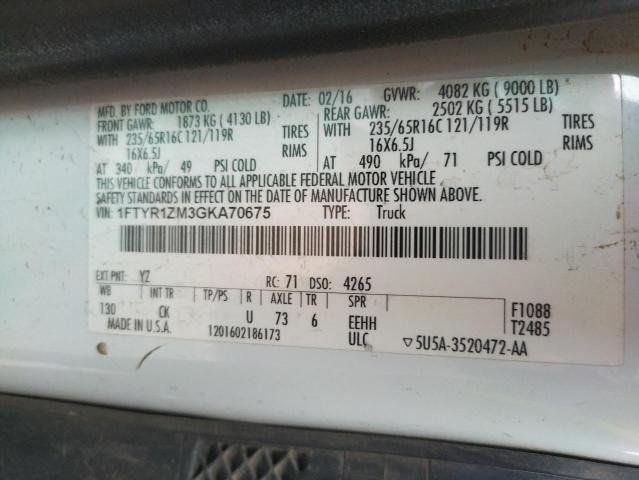 MFD. BY FORD MOTOR CO. DATE: 02/16 GVWR: 4082 KG ( 9000 LB)
FRONT GAWR: 1873 KG ( 4130 LB) REAR GAWR: 2502 KG ( 5515 LB)
WITH 235/65R16C 121/119R TIRES WITH 235/65R16C 121/119R TIRES
16X6.5J RIMS 16X6.5J RIMS
AT 340 kPa/ 49 PSI COLD AT 490 kPa/ 71 PSI COLD
THIS VEHICLE CONFORMS TO ALL APPLICABLE FEDERAL MOTOR VEHICLE
SAFETY STANDARDS IN EFFECT ON THE DATE OF MANUFACTURE SHOWN ABOVE.
VIN: 1FTYR1ZM3GKA70675 TYPE: Truck
EXT PNT: YZ RC: 71 DSO: 4265
WB INT TR TP/PS R AXLE TR SPR
130 CK U 73 6 EEHH F1088
MADE IN U.S.A. 1201602186173 ULC ▽5U5A-3520472-AA T2485